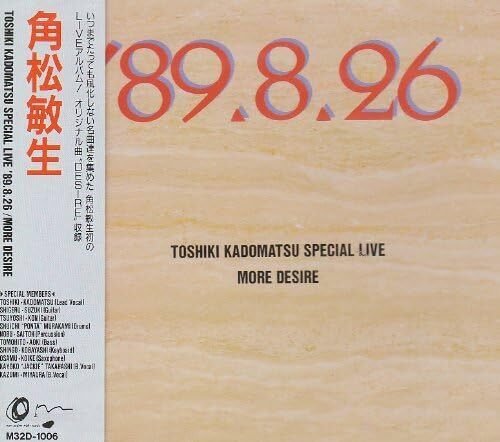 TOSHIKI KADOMATSU SPECIAL LIVE '89.8.26 /MORE DESIRE
角松敏生
いつまでたっても風化しない名曲達を集めた 角松敏生初の
LIVEアルバム! オリジナル曲,"DESIRE,,収録
▶SPECIAL MEMBERS◀
TOSHIKI・KADOMATSU(Lead Vocal)
SHIGERU・SUZUKI(Guitar)
TSUYOSHI・KON(Guitar)
SHUICHI "PONTA" MURAKAMI(Drums)
NOBU・SAITOH(Percussion)
TOMOHITO・AOKI(Bass)
SHINGO・KOBAYASHI(Keyboard)
OSAMU・KOIKE(Saxophone)
KAYOKO "JACKIE" TAKAHASHI(B.Vocal)
KAZUMI・MIYAURA(B.Vocal)
M32D-1006
'89.8.26
TOSHIKI KADOMATSU SPECIAL LIVE
MORE DESIRE